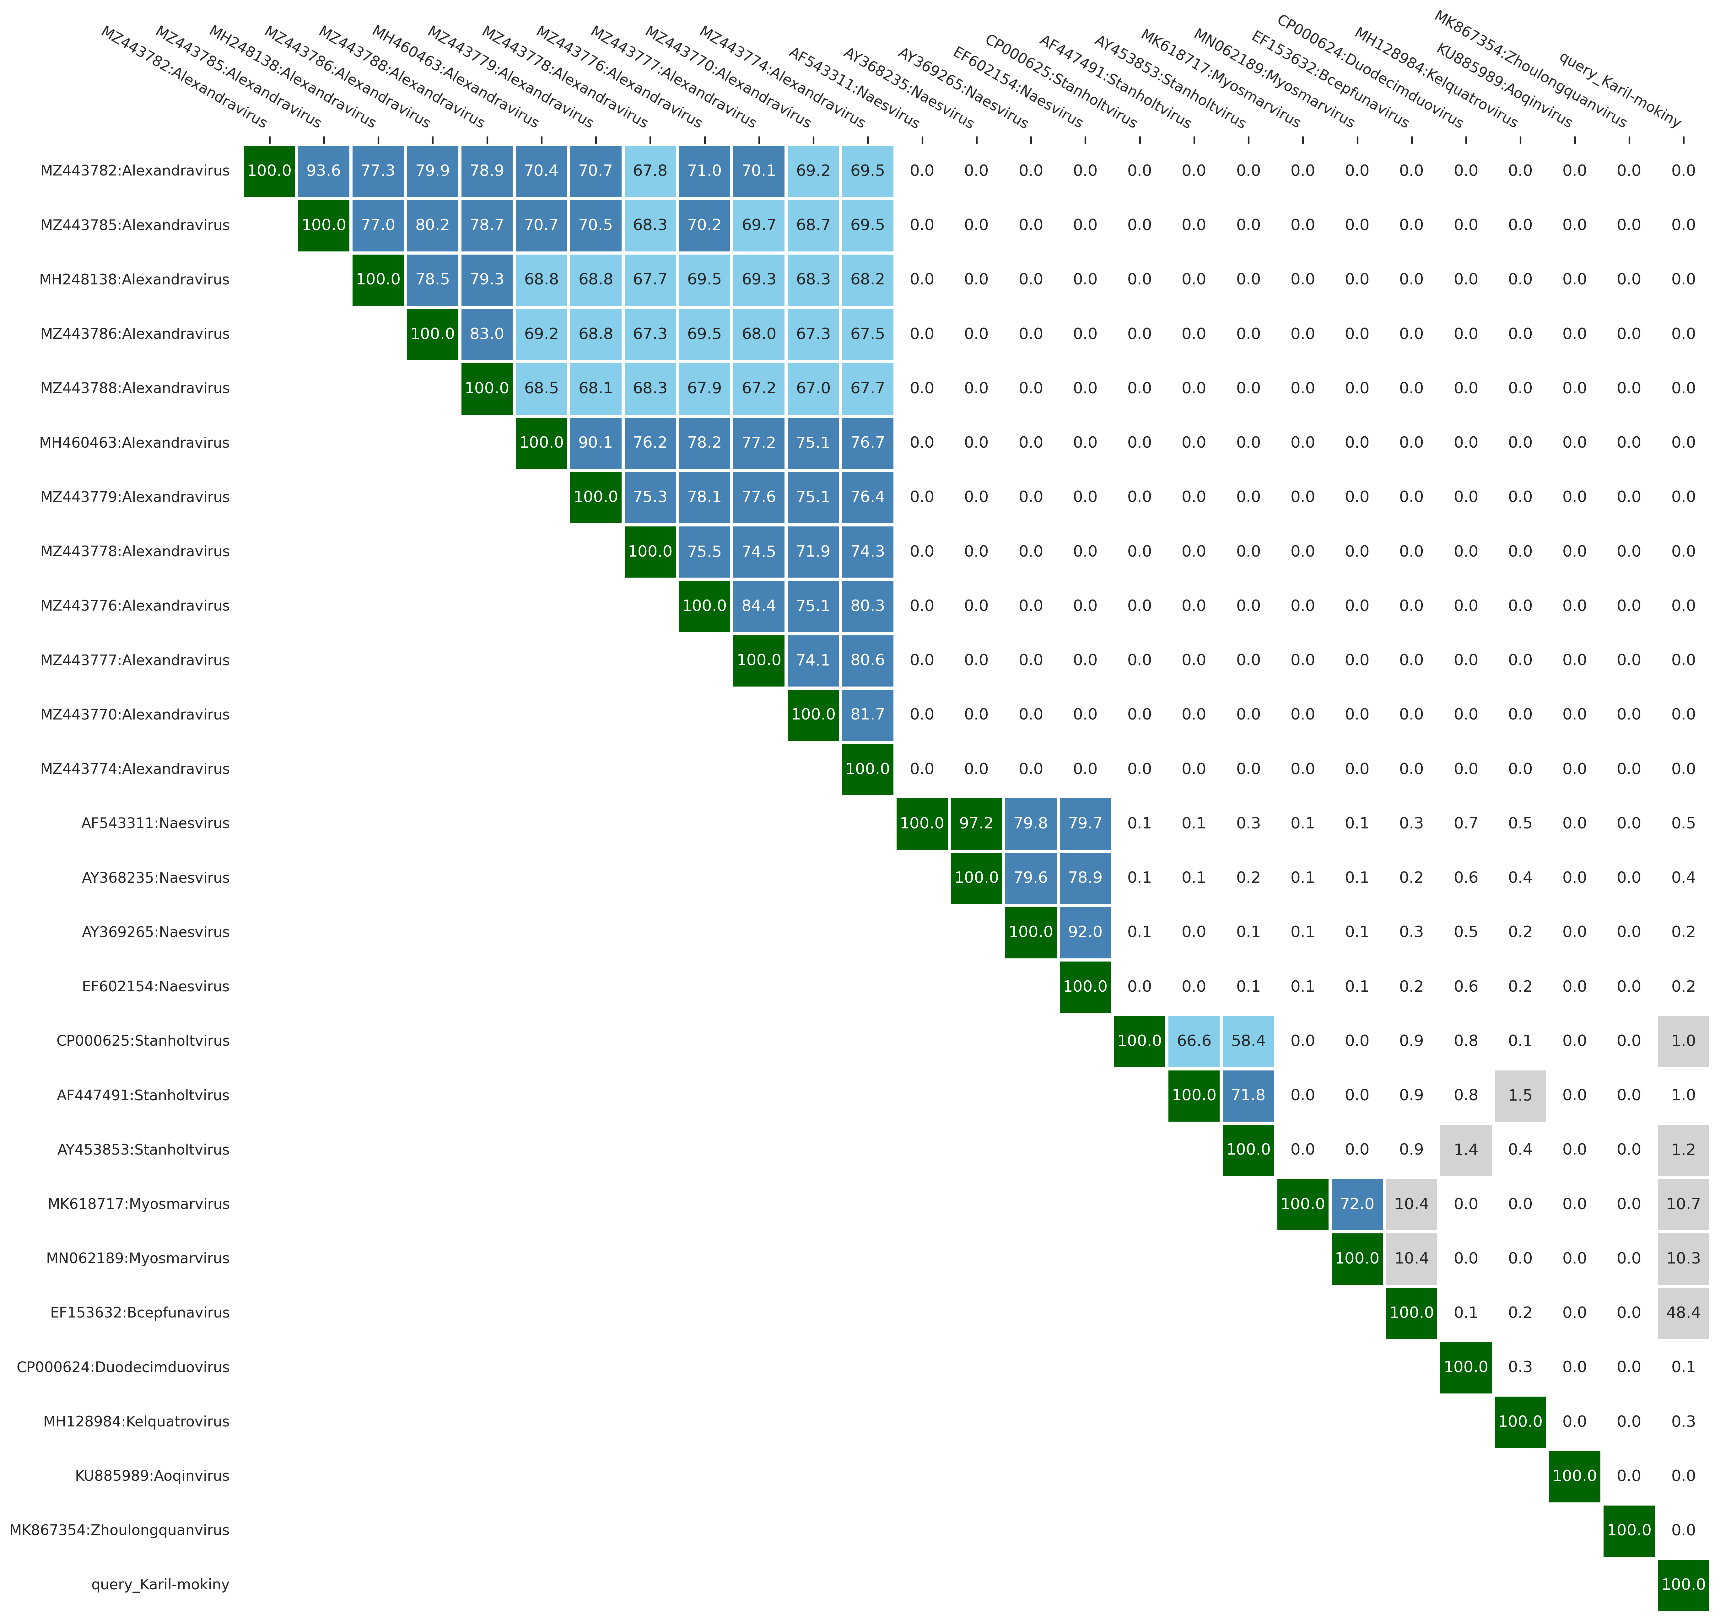 MZ443782:Alexandravirus
MZ443785:Alexandravirus
MH248138:Alexandravirus
MZ443786:Alexandravirus
MZ443788:Alexandravirus
MH460463:Alexandravirus
MZ443779:Alexandravirus
MZ443778:Alexandravirus
MZ443776:Alexandravirus
MZ443777:Alexandravirus
MZ443770:Alexandravirus
MZ443774:Alexandravirus
AF543311:Naesvirus
AY368235:Naesvirus
AY369265:Naesvirus
EF602154:Naesvirus
CP000625:Stanholtvirus
AF447491:Stanholtvirus
AY453853:Stanholtvirus
MK618717:Myosmarvirus
MN062189:Myosmarvirus
EF153632:Bcepfunavirus
CP000624:Duodecimduovirus
MH128984:Kelquatrovirus
KU885989:Aoqinvirus
MK867354:Zhoulongquanvirus
query_Karil-mokiny
MZ443782:Alexandravirus 100.0 93.6 77.3 79.9 78.9 70.4 70.7 67.8 71.0 70.1 69.2 69.5 0.0 0.0 0.0 0.0 0.0 0.0 0.0 0.0 0.0 0.0 0.0 0.0 0.0 0.0 0.0
MZ443785:Alexandravirus 100.0 77.0 80.2 78.7 70.7 70.5 68.3 70.2 69.7 68.7 69.5 0.0 0.0 0.0 0.0 0.0 0.0 0.0 0.0 0.0 0.0 0.0 0.0 0.0 0.0 0.0
MH248138:Alexandravirus 100.0 78.5 79.3 68.8 68.8 67.7 69.5 69.3 68.3 68.2 0.0 0.0 0.0 0.0 0.0 0.0 0.0 0.0 0.0 0.0 0.0 0.0 0.0 0.0 0.0
MZ443786:Alexandravirus 100.0 83.0 69.2 68.8 67.3 69.5 68.0 67.3 67.5 0.0 0.0 0.0 0.0 0.0 0.0 0.0 0.0 0.0 0.0 0.0 0.0 0.0 0.0 0.0
MZ443788:Alexandravirus 100.0 68.5 68.1 68.3 67.9 67.2 67.0 67.7 0.0 0.0 0.0 0.0 0.0 0.0 0.0 0.0 0.0 0.0 0.0 0.0 0.0 0.0 0.0
MH460463:Alexandravirus 100.0 90.1 76.2 78.2 77.2 75.1 76.7 0.0 0.0 0.0 0.0 0.0 0.0 0.0 0.0 0.0 0.0 0.0 0.0 0.0 0.0 0.0
MZ443779:Alexandravirus 100.0 75.3 78.1 77.6 75.1 76.4 0.0 0.0 0.0 0.0 0.0 0.0 0.0 0.0 0.0 0.0 0.0 0.0 0.0 0.0 0.0
MZ443778:Alexandravirus 100.0 75.5 74.5 71.9 74.3 0.0 0.0 0.0 0.0 0.0 0.0 0.0 0.0 0.0 0.0 0.0 0.0 0.0 0.0 0.0
MZ443776:Alexandravirus 100.0 84.4 75.1 80.3 0.0 0.0 0.0 0.0 0.0 0.0 0.0 0.0 0.0 0.0 0.0 0.0 0.0 0.0 0.0
MZ443777:Alexandravirus 100.0 74.1 80.6 0.0 0.0 0.0 0.0 0.0 0.0 0.0 0.0 0.0 0.0 0.0 0.0 0.0 0.0 0.0
MZ443770:Alexandravirus 100.0 81.7 0.0 0.0 0.0 0.0 0.0 0.0 0.0 0.0 0.0 0.0 0.0 0.0 0.0 0.0 0.0
MZ443774:Alexandravirus 100.0 0.0 0.0 0.0 0.0 0.0 0.0 0.0 0.0 0.0 0.0 0.0 0.0 0.0 0.0 0.0
AF543311:Naesvirus 100.0 97.2 79.8 79.7 0.1 0.1 0.3 0.1 0.1 0.3 0.7 0.5 0.0 0.0 0.5
AY368235:Naesvirus 100.0 79.6 78.9 0.1 0.1 0.2 0.1 0.1 0.2 0.6 0.4 0.0 0.0 0.4
AY369265:Naesvirus 100.0 92.0 0.1 0.0 0.1 0.1 0.1 0.3 0.5 0.2 0.0 0.0 0.2
EF602154:Naesvirus 100.0 0.0 0.0 0.1 0.1 0.1 0.2 0.6 0.2 0.0 0.0 0.2
CP000625:Stanholtvirus 100.0 66.6 58.4 0.0 0.0 0.9 0.8 0.1 0.0 0.0 1.0
AF447491:Stanholtvirus 100.0 71.8 0.0 0.0 0.9 0.8 1.5 0.0 0.0 1.0
AY453853:Stanholtvirus 100.0 0.0 0.0 0.9 1.4 0.4 0.0 0.0 1.2
MK618717:Myosmarvirus 100.0 72.0 10.4 0.0 0.0 0.0 0.0 10.7
MN062189:Myosmarvirus 100.0 10.4 0.0 0.0 0.0 0.0 10.3
EF153632:Bcepfunavirus 100.0 0.1 0.2 0.0 0.0 48.4
CP000624:Duodecimduovirus 100.0 0.3 0.0 0.0 0.1
MH128984:Kelquatrovirus 100.0 0.0 0.0 0.3
KU885989:Aoqinvirus 100.0 0.0 0.0
MK867354:Zhoulongquanvirus 100.0 0.0
query_Karil-mokiny 100.0